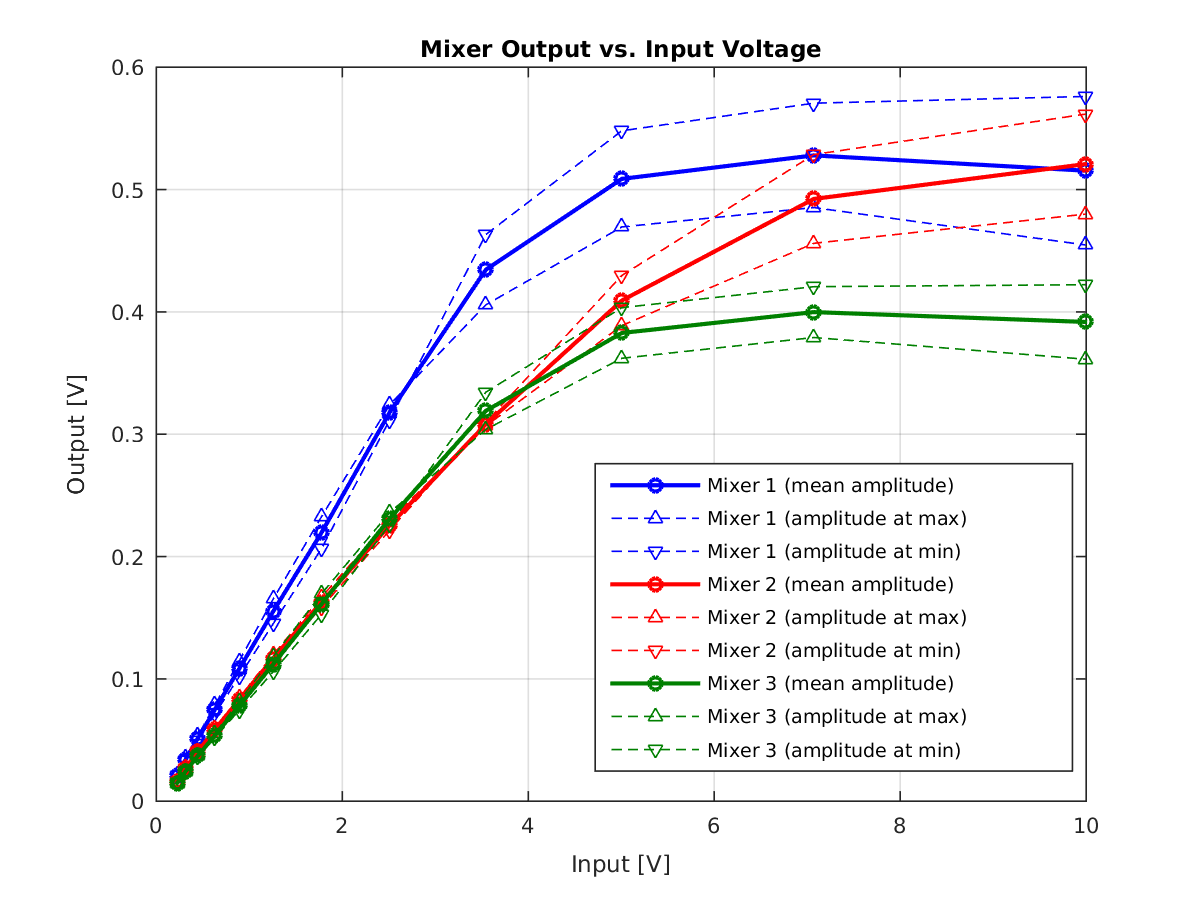 Mixer Output vs. Input Voltage
0.6
0.5
0.4
0.3
0.2
0.1
0
Output [V]
0 2 4 6 8 10
Input [V]
Mixer 1 (mean amplitude)
Mixer 1 (amplitude at max)
Mixer 1 (amplitude at min)
Mixer 2 (mean amplitude)
Mixer 2 (amplitude at max)
Mixer 2 (amplitude at min)
Mixer 3 (mean amplitude)
Mixer 3 (amplitude at max)
Mixer 3 (amplitude at min)